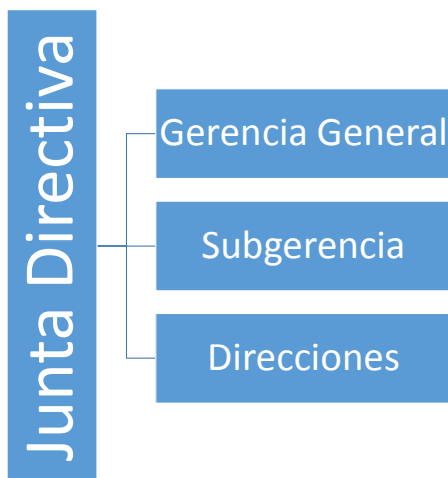 Junta Directiva
Gerencia General
Subgerencia
Direcciones